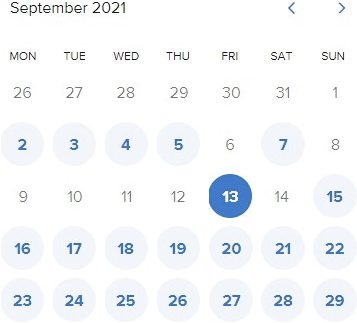 September 2021
MON TUE WED THU FRI SAT SUN
26 27 28 29 30 31 1
2 3 4 5 6 7 8
9 10 11 12 13 14 15
16 17 18 19 20 21 22
23 24 25 26 27 28 29